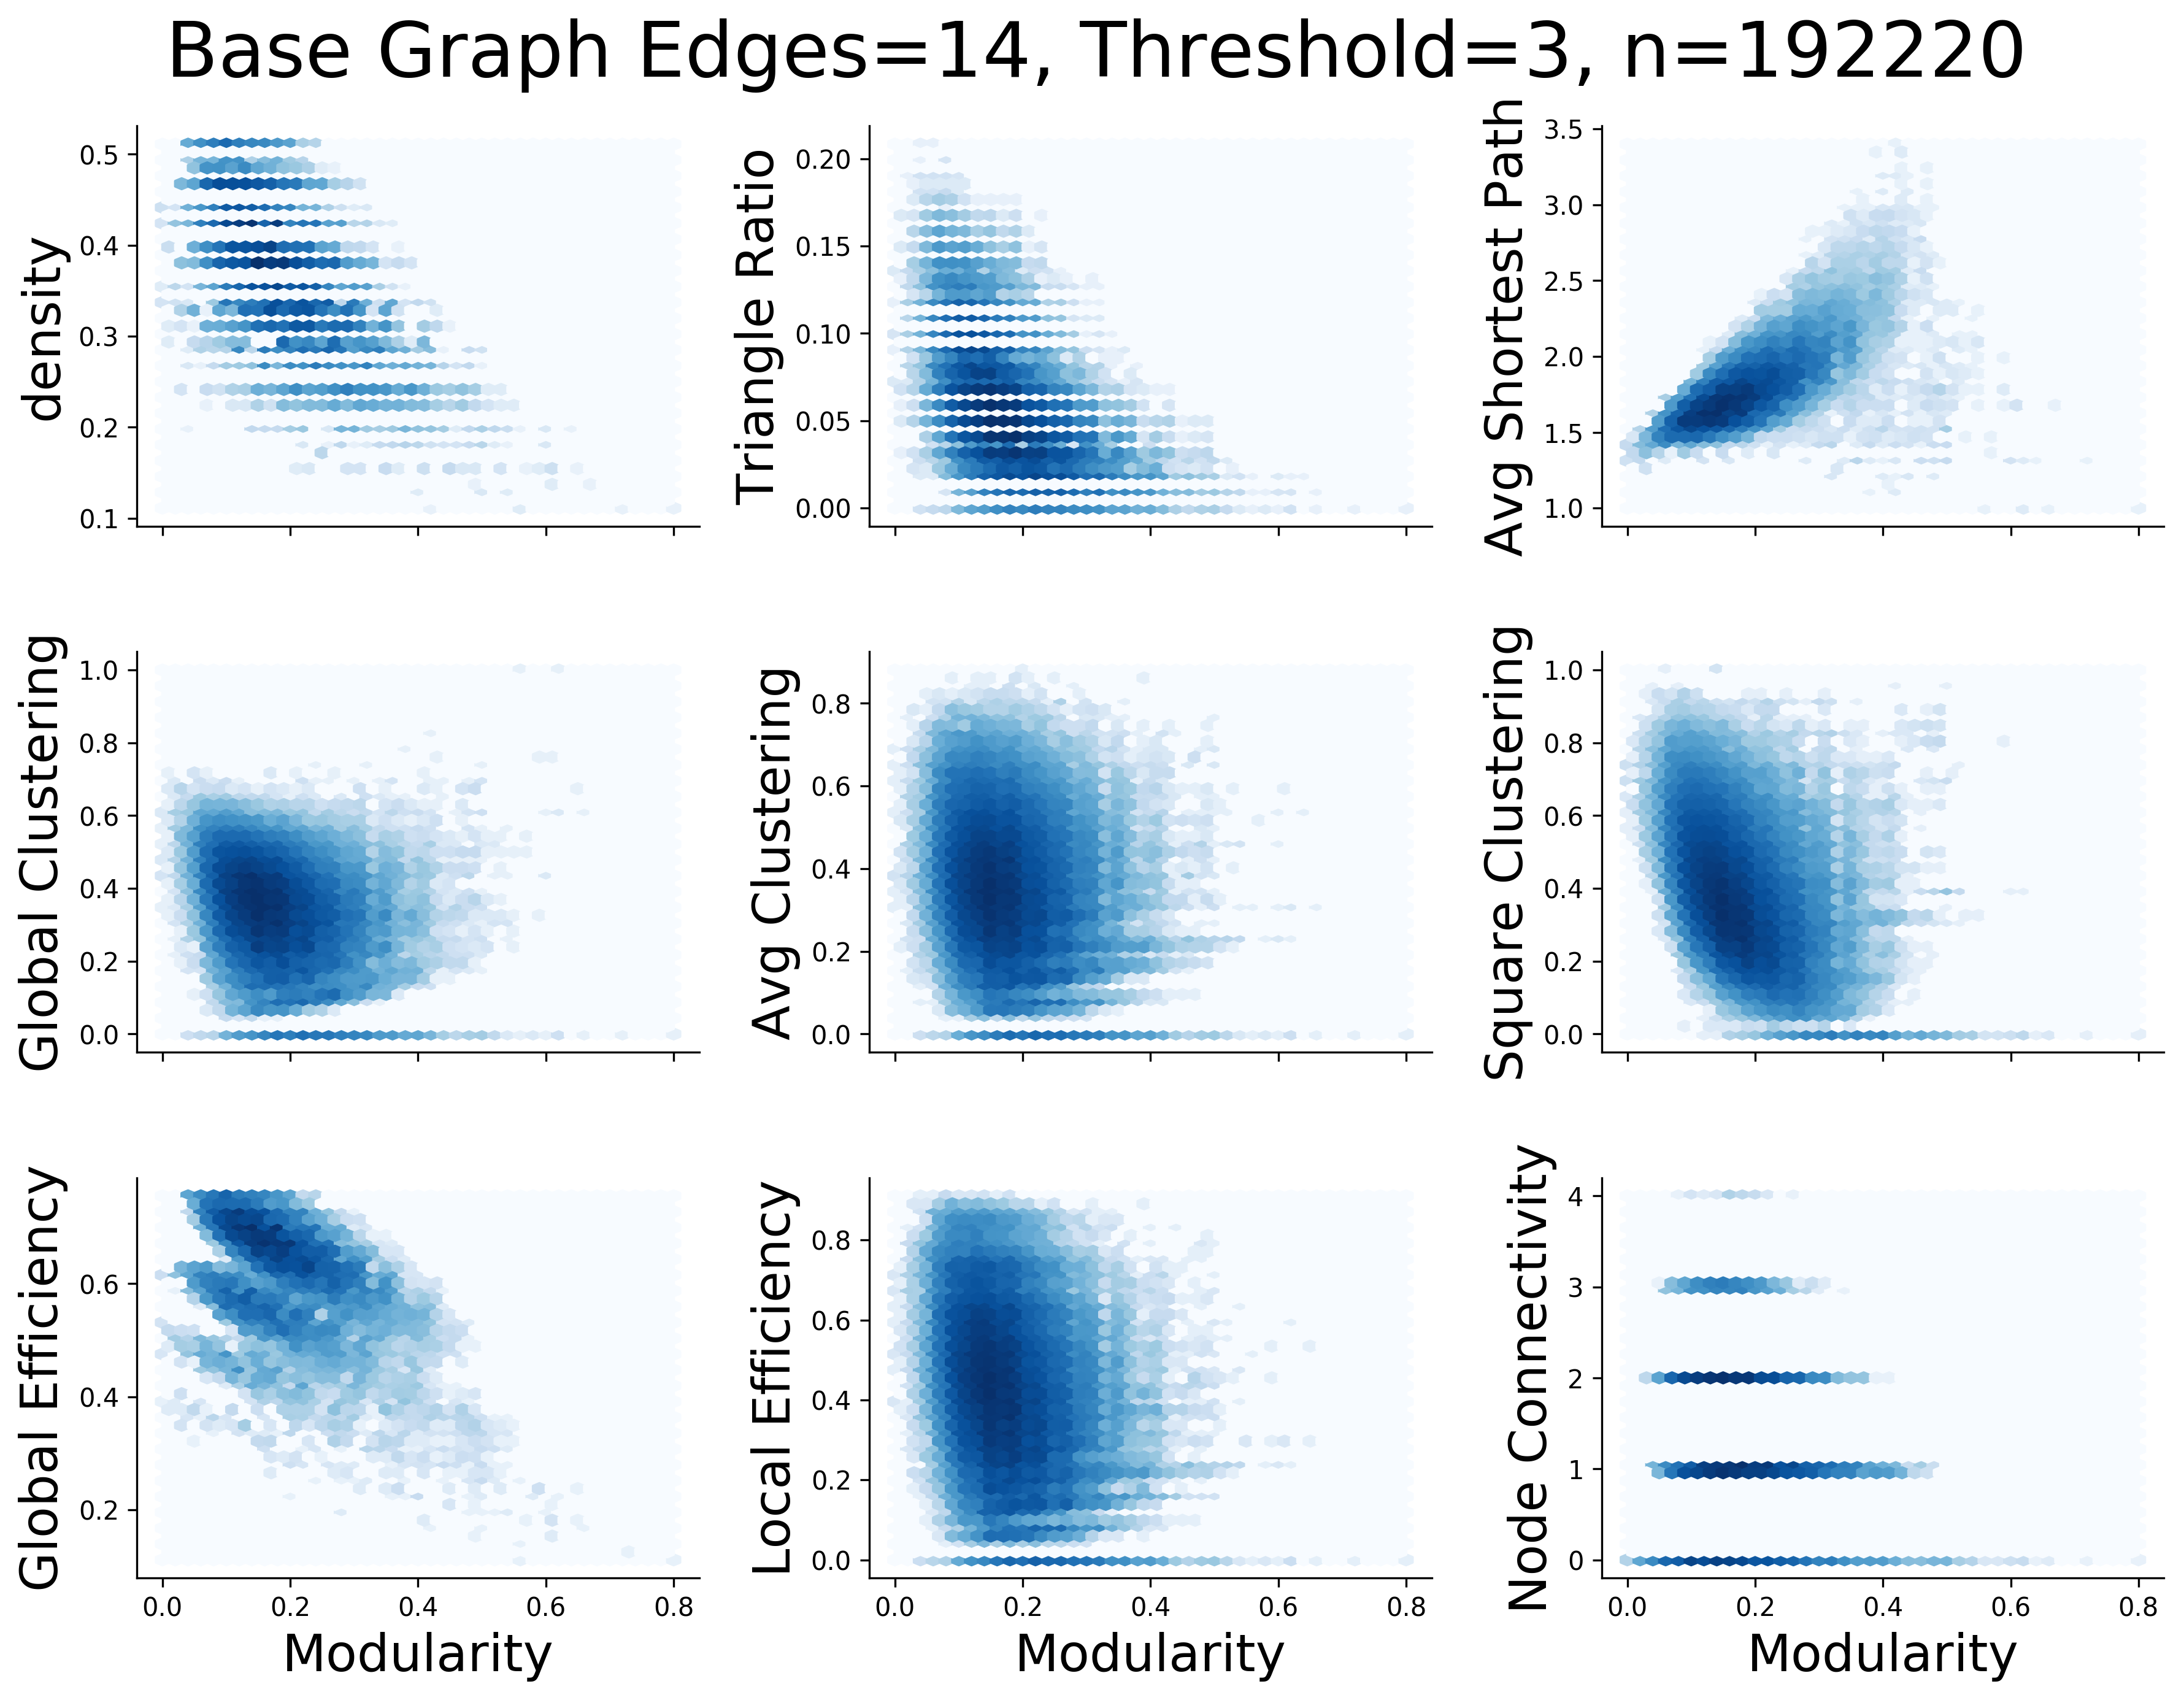 Base Graph Edges=14, Threshold=3, n=192220
density
0.5
0.4
0.3
0.2
0.1
Triangle Ratio
0.20
0.15
0.10
0.05
0.00
Avg Shortest Path
3.5
3.0
2.5
2.0
1.5
1.0
Global Clustering
1.0
0.8
0.6
0.4
0.2
0.0
Avg Clustering
0.8
0.6
0.4
0.2
0.0
Square Clustering
1.0
0.8
0.6
0.4
0.2
0.0
Global Efficiency
0.6
0.4
0.2
0.0 0.2 0.4 0.6 0.8
Modularity
Local Efficiency
0.8
0.6
0.4
0.2
0.0
0.0 0.2 0.4 0.6 0.8
Modularity
Node Connectivity
4
3
2
1
0
0.0 0.2 0.4 0.6 0.8
Modularity